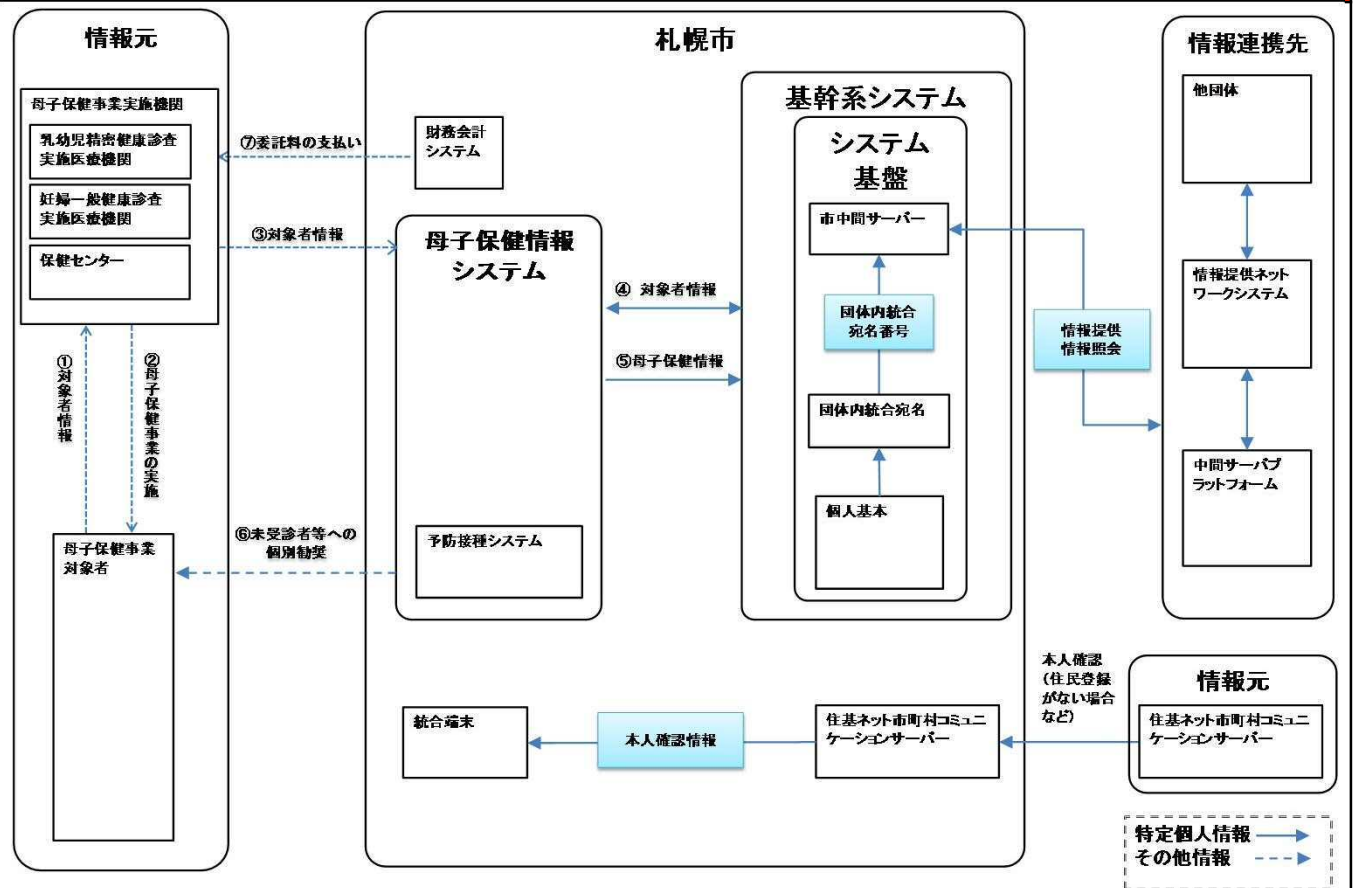 情報元
母子保健事業実施機関
乳幼児精密健康診査
実施医療機関
妊婦一般健康診査
実施医療機関
保健センター
①対象者情報
②母子保健事業の実施
母子保健事業
対象者
⑦委託料の支払い
③対象者情報
⑥未受診者等への
個別勧奨
札幌市
財務会計
システム
母子保健情報
システム
予防接種システム
④ 対象者情報
⑤母子保健情報
基幹系システム
システム
基盤
市中間サーバー
団体内統合
宛名番号
団体内統合宛名
個人基本
情報提供
情報照会
情報連携先
他団体
情報提供ネット
ワークシステム
中間サーバプ
ラットフォーム
統合端末
本人確認情報
住基ネット市町村コミュニ
ケーションサーバー
本人確認
(住民登録
がない場合
など)
情報元
住基ネット市町村コミュニ
ケーションサーバー
特定個人情報
その他情報